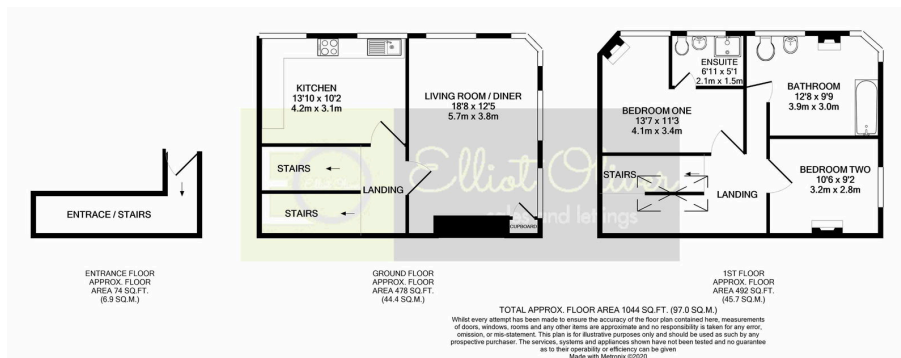 KITCHEN
13'10 x 10'2
4.2m x 3.1m
LIVING ROOM / DINER
18'8 x 12'5
5.7m x 3.8m
STAIRS
LANDING
STAIRS
CUPBOARD
ENTRACE / STAIRS
ENSUITE
6'11 x 5'1
2.1m x 1.5m
BATHROOM
12'8 x 9'9
3.9m x 3.0m
BEDROOM ONE
13'7 x 11'3
4.1m x 3.4m
BEDROOM TWO
10'6 x 9'2
3.2m x 2.8m
STAIRS
LANDING
Elliot Oliver
sales and lettings
ENTRANCE FLOOR
APPROX. FLOOR
AREA 74 SQ.FT.
(6.9 SQ.M.)
GROUND FLOOR
APPROX. FLOOR
AREA 478 SQ.FT.
(44.4 SQ.M.)
1ST FLOOR
APPROX. FLOOR
AREA 492 SQ.FT.
(45.7 SQ.M.)
TOTAL APPROX. FLOOR AREA 1044 SQ.FT. (97.0 SQ.M.)
Whilst every attempt has been made to ensure the accuracy of the floor plan contained here, measurements
of doors, windows, rooms and any other items are approximate and no responsibility is taken for any error,
omission, or mis-statement. This plan is for illustrative purposes only and should be used as such by any
prospective purchaser. The services, systems and appliances shown have not been tested and no guarantee
as to their operability or efficiency can be given
Made with Metropix ©2020